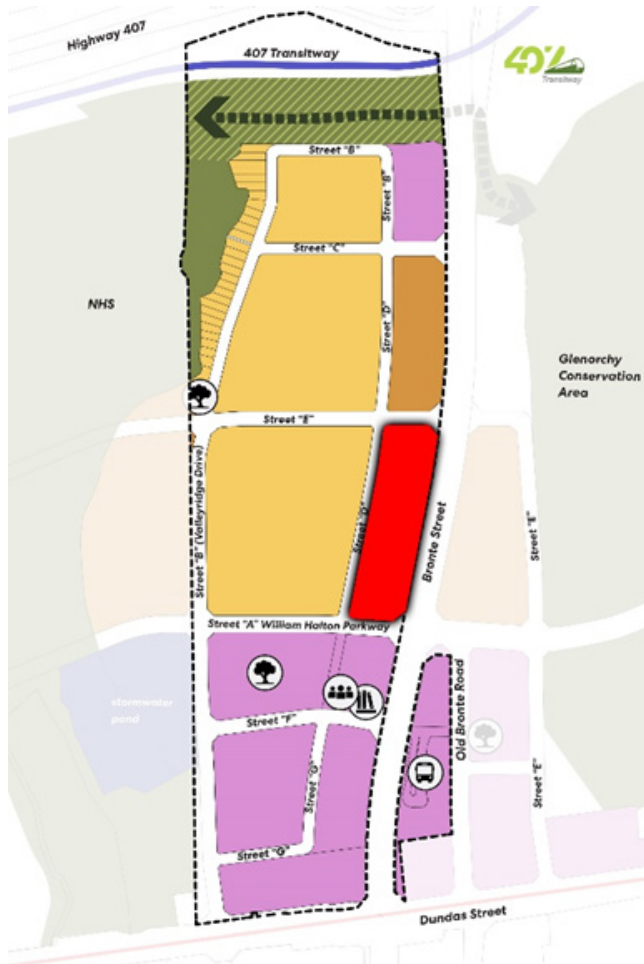 Highway 407
407 Transitway
407
Transitway
Street "B"
Street "B"
Street "C"
NHS
Street "D"
Glenarchy
Conservation
Area
Street "E"
Street "B" (Valleyridge Drive)
Street "D"
Bronte Street
Street "E"
Street "A" William Halton Parkway
stormwater
pond
Old Bronte Road
Street "F"
Street "G"
Street "E"
Street "G"
Dundas Street